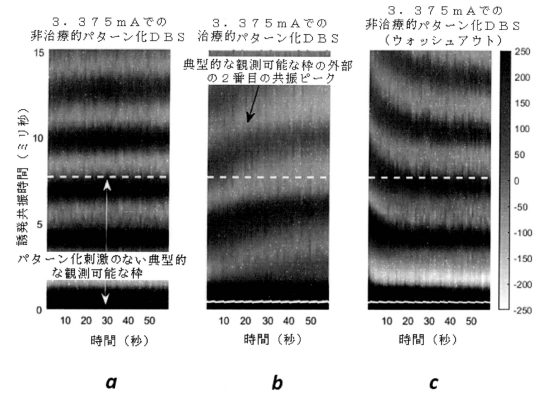 3.375mAでの
非治療的パターン化DBS
3.375mAでの
治療的パターン化DBS
3.375mAでの
非治療的パターン化DBS
(ウォッシュアウト)
誘発共振時間(ミリ秒)
15
10
5
0
パターン化刺激のない典型的
な観測可能な枠
10 20 30 40 50
時間(秒)
典型的な観測可能な枠の外部
の2番目の共振ピーク
10 20 30 40 50
時間(秒)
10 20 30 40 50
時間(秒)
250
200
150
100
50
0
-50
-100
-150
-200
-250
a
b
c